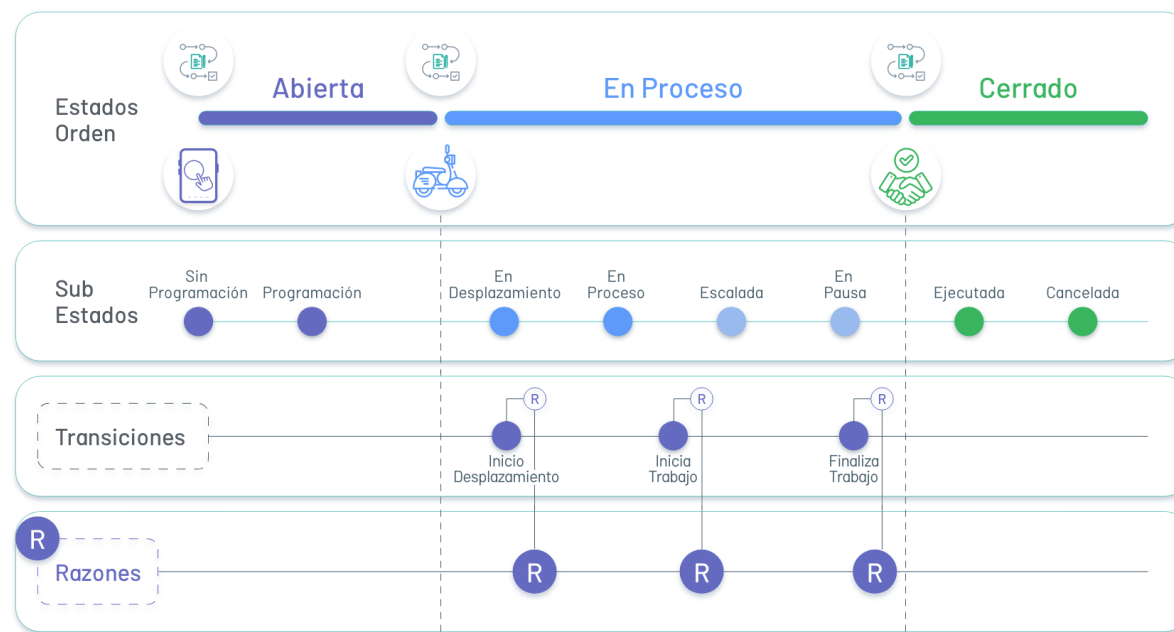 Abierta
En Proceso
Cerrado
Estados
Orden
Sub
Estados
Sin
Programación
Programación
En
Desplazamiento
En
Proceso
Escalada
En
Pausa
Ejecutada
Cancelada
Transiciones
R
R
R
Inicio
Desplazamiento
Inicia
Trabajo
Finaliza
Trabajo
R
Razones
R
R
R